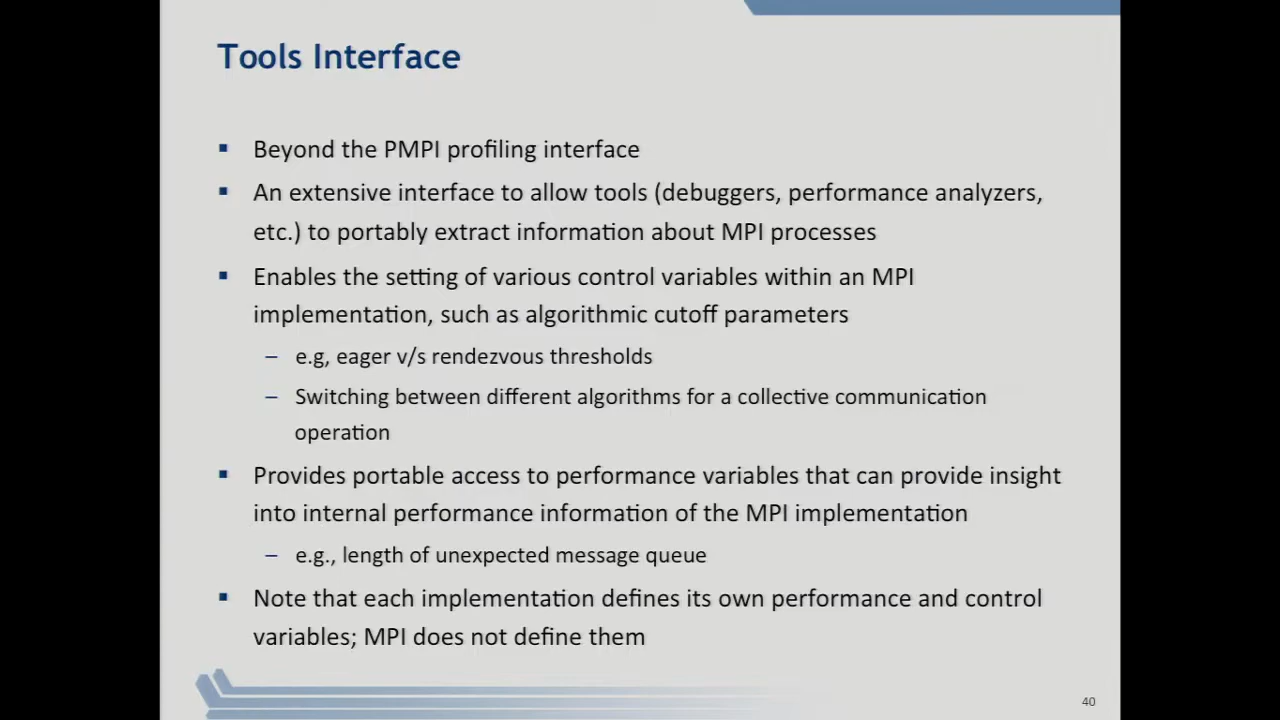 Tools Interface
▪ Beyond the PMPI profiling interface
▪ An extensive interface to allow tools (debuggers, performance analyzers,
etc.) to portably extract information about MPI processes
▪ Enables the setting of various control variables within an MPI
implementation, such as algorithmic cutoff parameters
– e.g, eager v/s rendezvous thresholds
– Switching between different algorithms for a collective communication
operation
▪ Provides portable access to performance variables that can provide insight
into internal performance information of the MPI implementation
– e.g., length of unexpected message queue
▪ Note that each implementation defines its own performance and control
variables; MPI does not define them
40